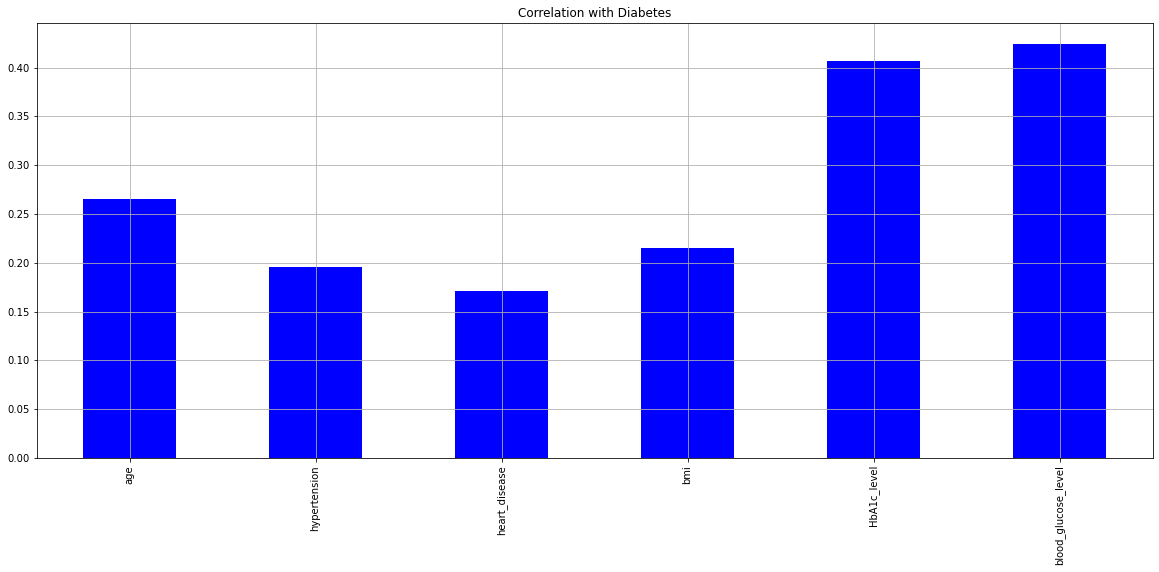 Correlation with Diabetes
0.40
0.35
0.30
0.25
0.20
0.15
0.10
0.05
0.00
age
hypertension
heart_disease
bmi
HbA1c_level
blood_glucose_level